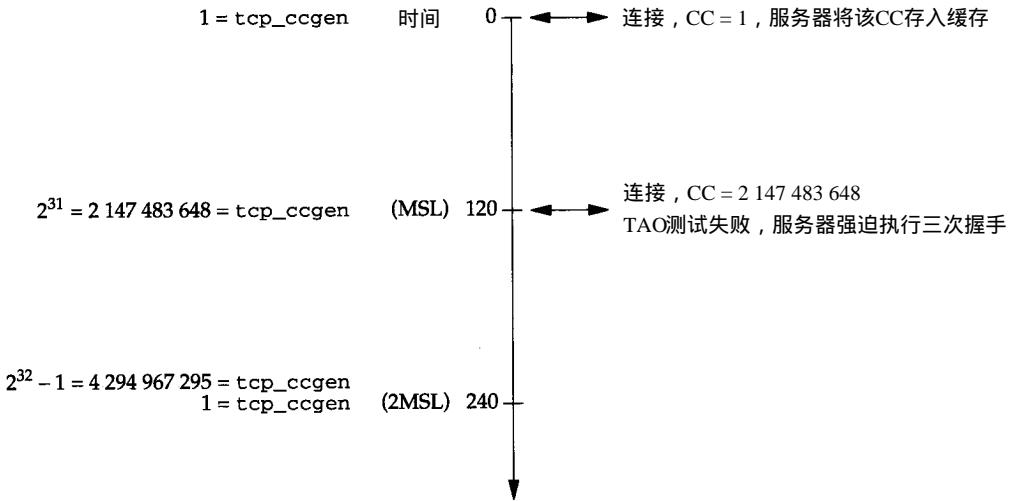 1 = tcp_ccgen 时间 0 连接，CC = 1，服务器将该CC存入缓存
2^31 = 2 147 483 648 = tcp_ccgen (MSL) 120 连接，CC = 2 147 483 648
TAO测试失败，服务器强迫执行三次握手
2^32 – 1 = 4 294 967 295 = tcp_ccgen
1 = tcp_ccgen (2MSL) 240